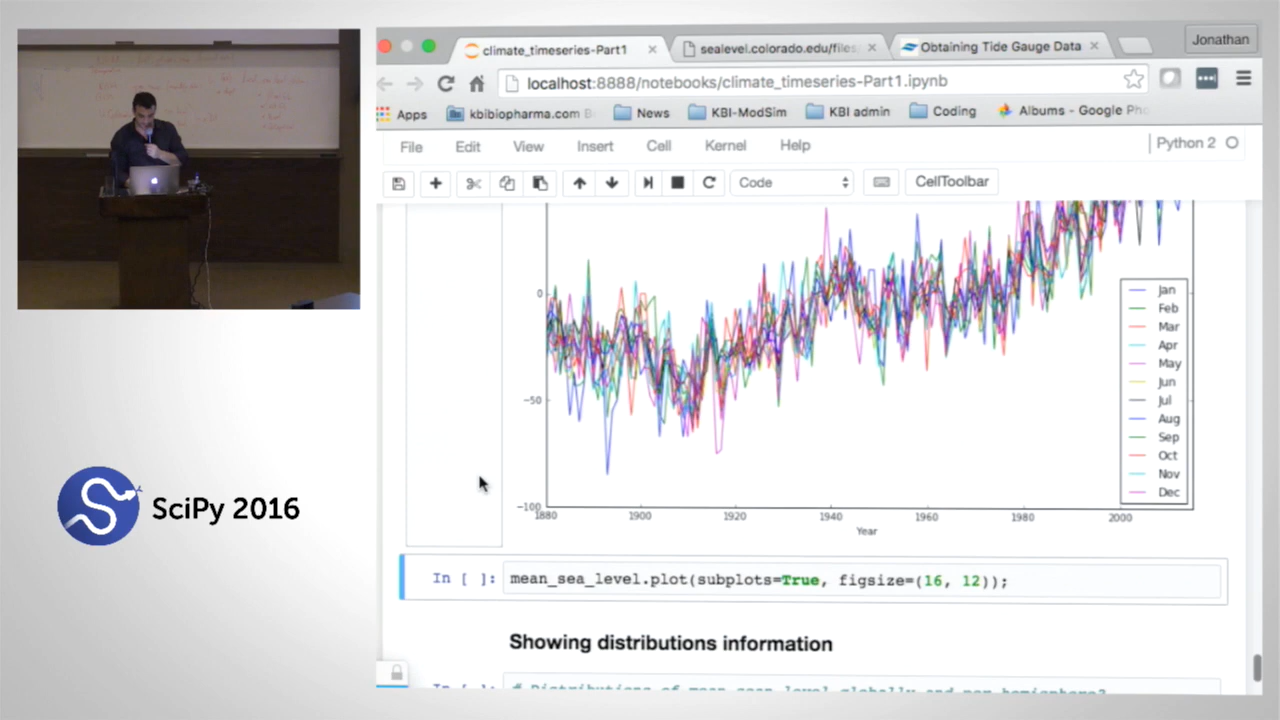 climate_timeseries-Part1
sealevel.colorado.edu/files
Obtaining Tide Gauge Data
Jonathan
localhost:8888/notebooks/climate_timeseries-Part1.ipynb
Apps
kbibiopharma.com B
News
KBI-ModSim
KBI admin
Coding
Albums - Google Pho
File
Edit
View
Insert
Cell
Kernel
Help
Python 2
Code
CellToolbar
0
-50
-100
1880
1900
1920
1940
1960
1980
2000
Year
Jan
Feb
Mar
Apr
May
Jun
Jul
Aug
Sep
Oct
Nov
Dec
In [ ]: mean_sea_level.plot(subplots=True, figsize=(16, 12));
Showing distributions information
SciPy 2016